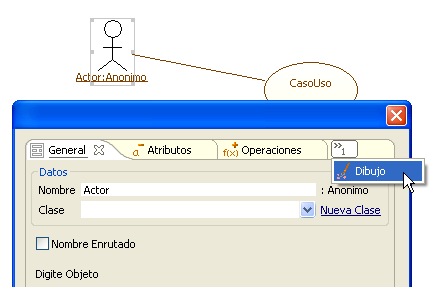 Actor:Anonimo
CasoUso
General
Atributos
f(x) Operaciones
»1
Dibujo
Datos
Nombre Actor : Anonimo
Clase Nueva Clase
Nombre Enrutado
Digite Objeto